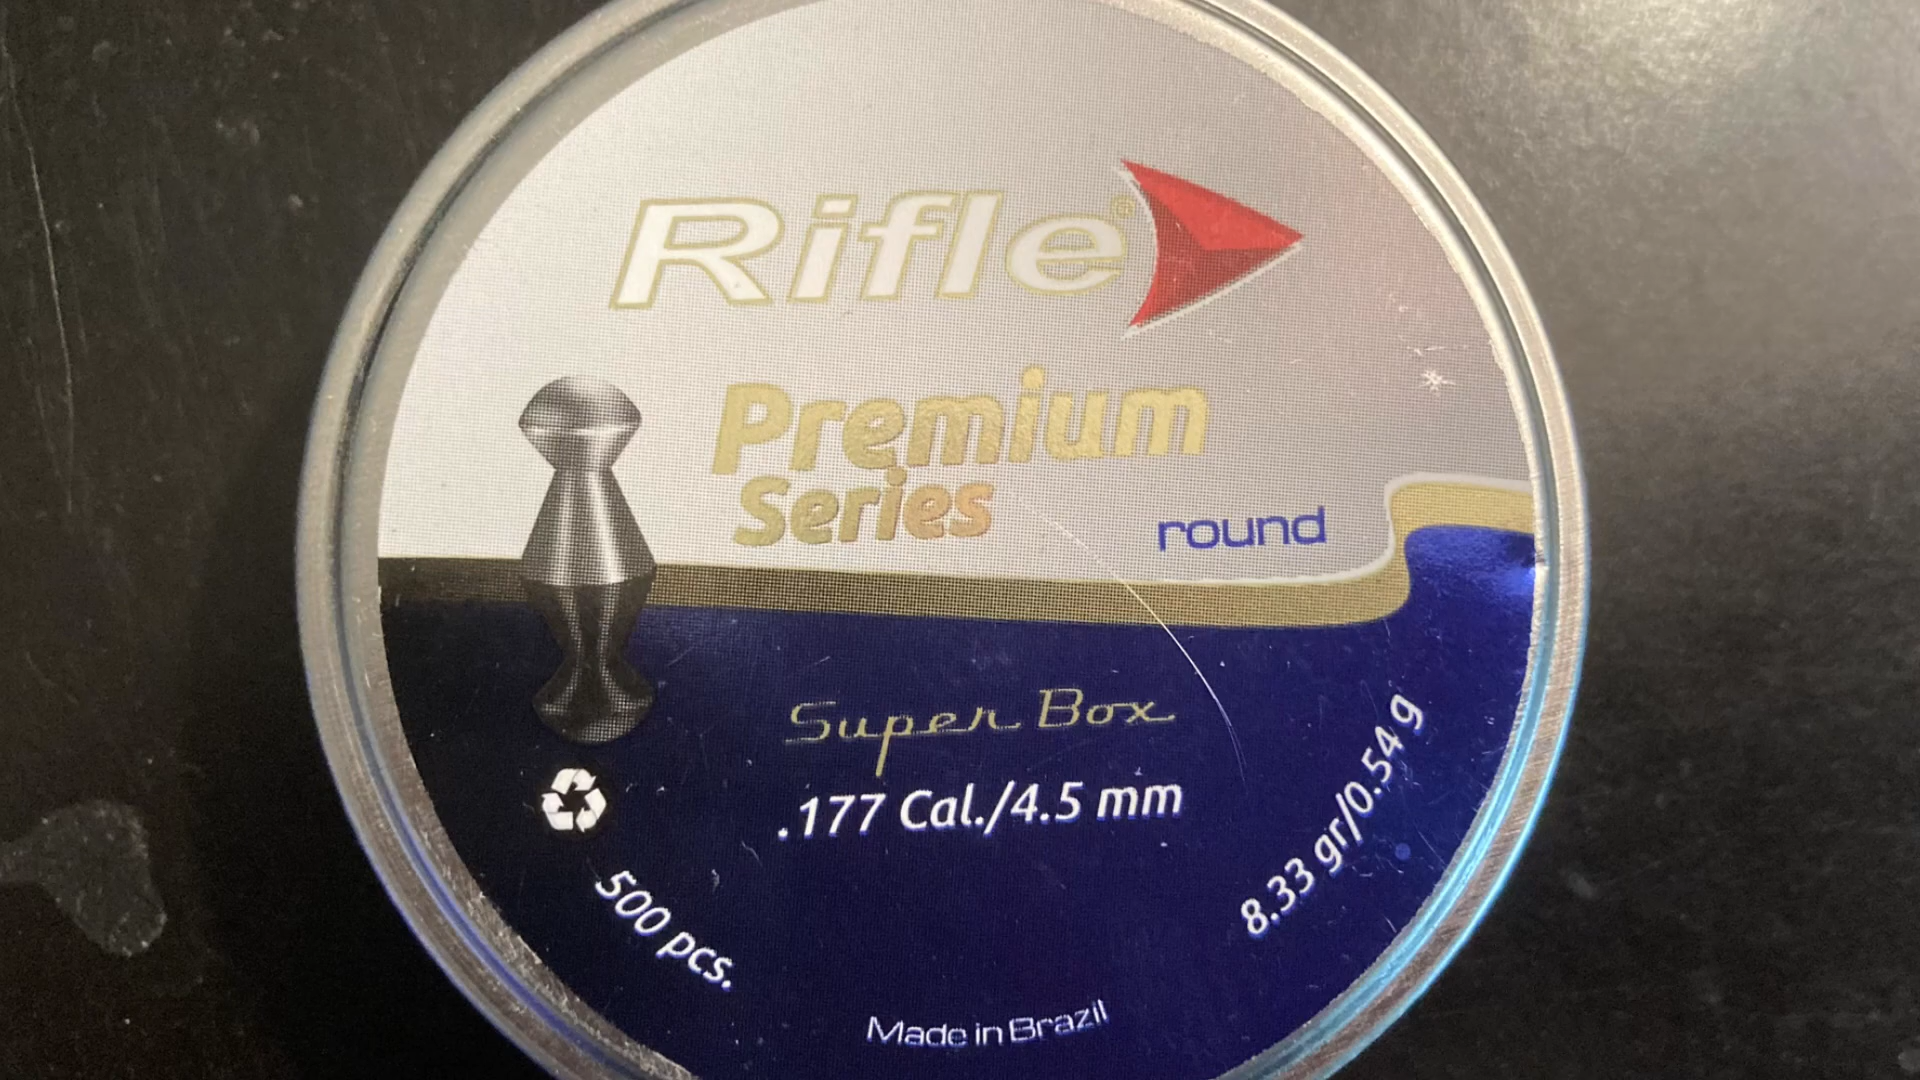 Rifle®
Premium
Series
round
Super Box
.177 Cal./4.5 mm
8.33 gr/0.54 g
500 pcs.
Made in Brazil